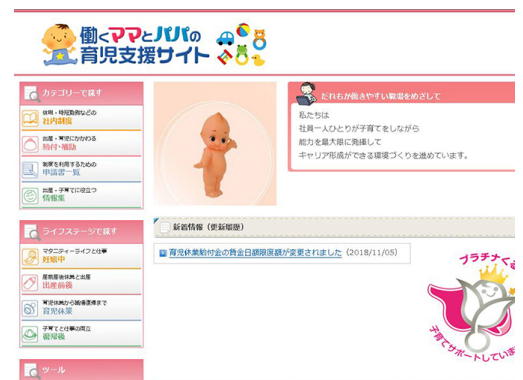 働くママとパパの
育児支援サイト
カテゴリーで探す
休暇・時短勤務などの
社内制度
出産・育児にかかわる
給付・補助
制度を利用するための
申請書一覧
出産・子育てに役立つ
情報集
ライフステージで探す
マタニティーライフと仕事
妊娠中
産前産後休業と出産
出産前後
育児休業から職場復帰まで
育児休業
子育てと仕事の両立
復帰後
ツール
だれもが働きやすい職場をめざして
私たちは
社員一人ひとりが子育てをしながら
能力を最大限に発揮して
キャリア形成ができる環境づくりを進めています。
新着情報（更新履歴）
育児休業給付金の賃金日額限度額が変更されました（2018/11/05）
プラチナくる
子育てサポートしていま